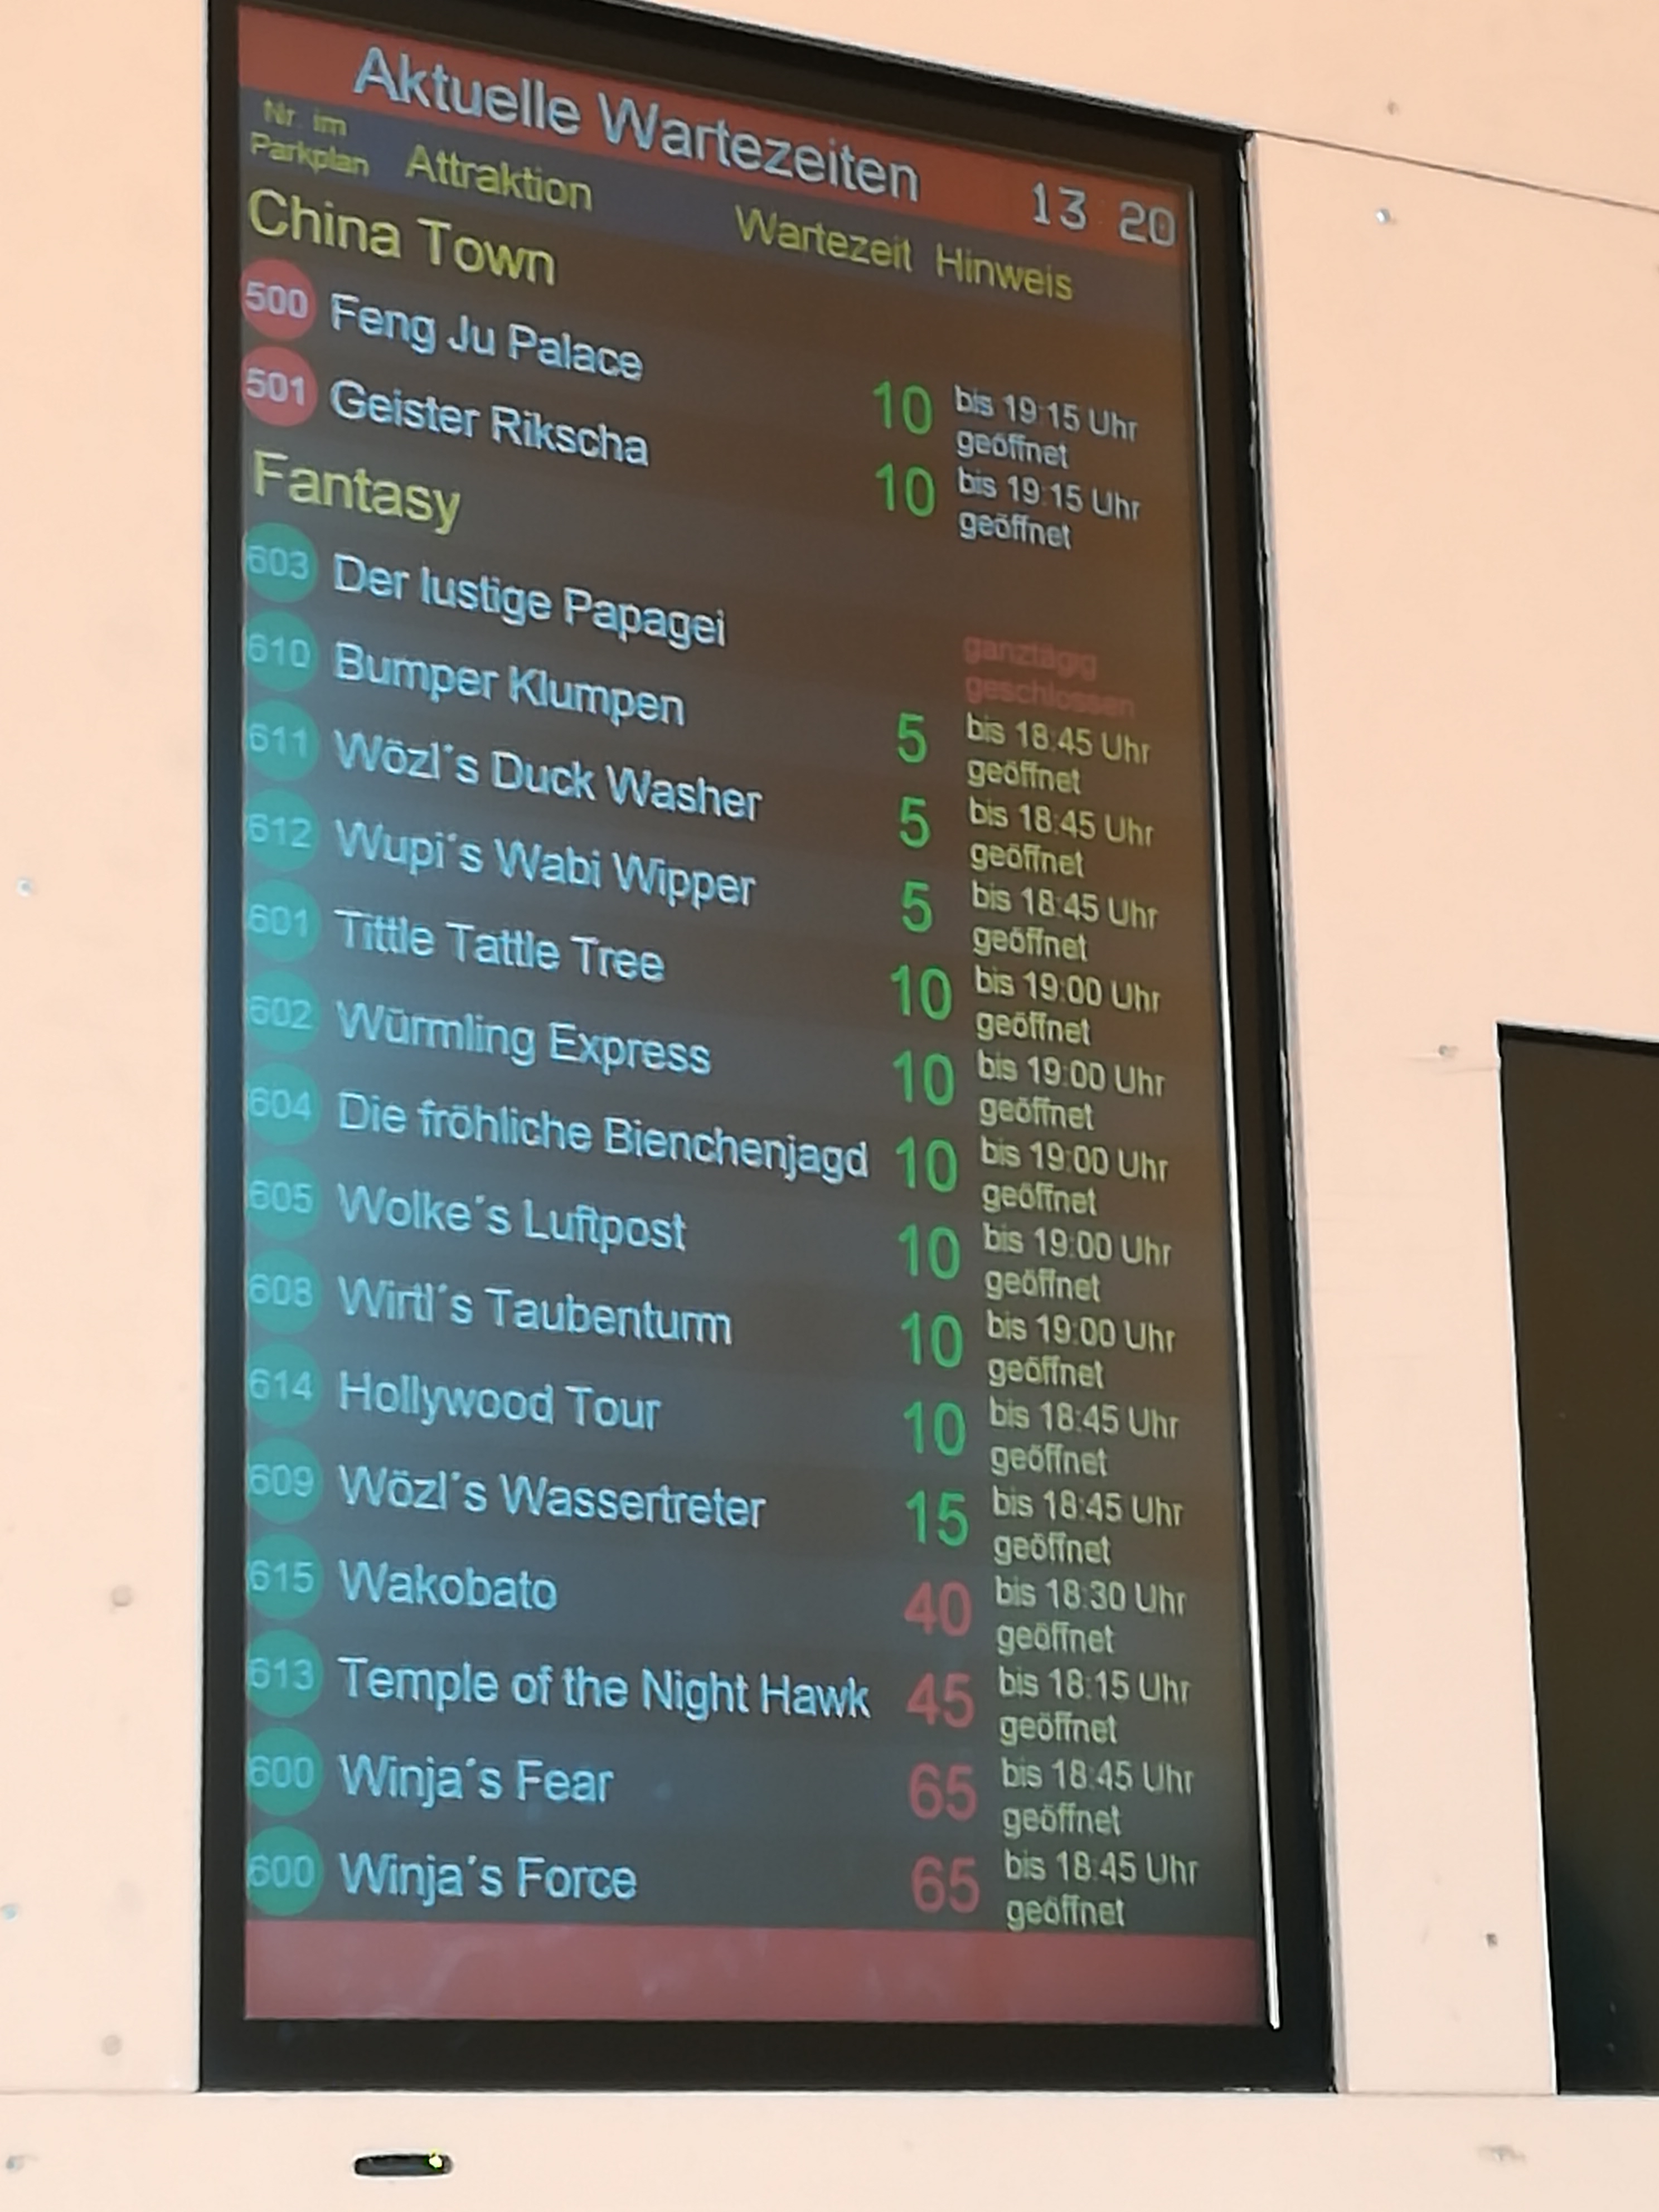 Aktuelle Wartezeiten 13 20
Nr. im
Parkplan Attraktion Wartezeit Hinweis
China Town
500 Feng Ju Palace 10 bis 19:15 Uhr
geöffnet
501 Geister Rikscha 10 bis 19:15 Uhr
geöffnet
Fantasy
603 Der lustige Papagei ganztägig
geschlossen
610 Bumper Klumpen 5 bis 18:45 Uhr
geöffnet
611 Wözl´s Duck Washer 5 bis 18:45 Uhr
geöffnet
612 Wupi´s Wabi Wipper 5 bis 18:45 Uhr
geöffnet
601 Tittle Tattle Tree 10 bis 19:00 Uhr
geöffnet
602 Würmling Express 10 bis 19:00 Uhr
geöffnet
604 Die fröhliche Bienchenjagd 10 bis 19:00 Uhr
geöffnet
605 Wolke´s Luftpost 10 bis 19:00 Uhr
geöffnet
608 Wirtl´s Taubenturm 10 bis 19:00 Uhr
geöffnet
614 Hollywood Tour 10 bis 18:45 Uhr
geöffnet
609 Wözl´s Wassertreter 15 bis 18:45 Uhr
geöffnet
615 Wakobato 40 bis 18:30 Uhr
geöffnet
613 Temple of the Night Hawk 45 bis 18:15 Uhr
geöffnet
600 Winja´s Fear 65 bis 18:45 Uhr
geöffnet
600 Winja´s Force 65 bis 18:45 Uhr
geöffnet